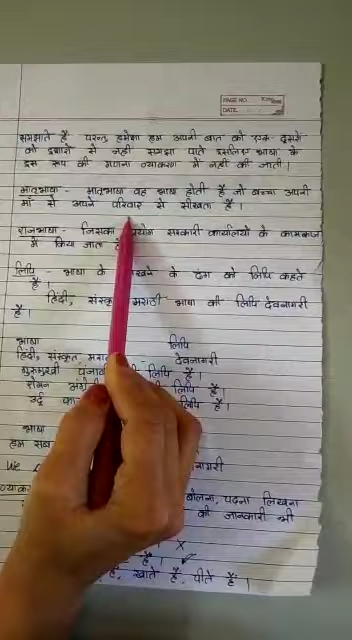 PAGE NO.
DATE
समझाते हैं परन्तु हमेशा हम अपनी बात को एक-दूसरे
को इशारों से नहीं समझा पाते इसलिए भाषा के
इस रूप की गणना व्याकरण में नहीं की जाती।
मातृभाषा - मातृभाषा वह भाषा होती है जो बच्चा अपनी
माँ से अपने परिवार से सीखता है।
राजभाषा - जिसका प्रयोग सरकारी कार्यालयों के कामकाज
में किया जाता है
लिपि - भाषा के लिखने के ढंग को लिपि कहते
हैं।
हिंदी, संस्कृ मराठी भाषा की लिपि देवनागरी
हैं।
भाषा लिपि
हिंदी, संस्कृत, मरा - देवनागरी
गुरुमुखी पंजाबी की लिपि है।
रोमन अंग्रे की लिपि है।
उर्दू फा लिपि है।
भाषा
हम सब
We नागरी
व्याक बोलना, पढ़ना लिखना
की जानकारी भी
X
है।
है, खाते हैं, पीते हैं।